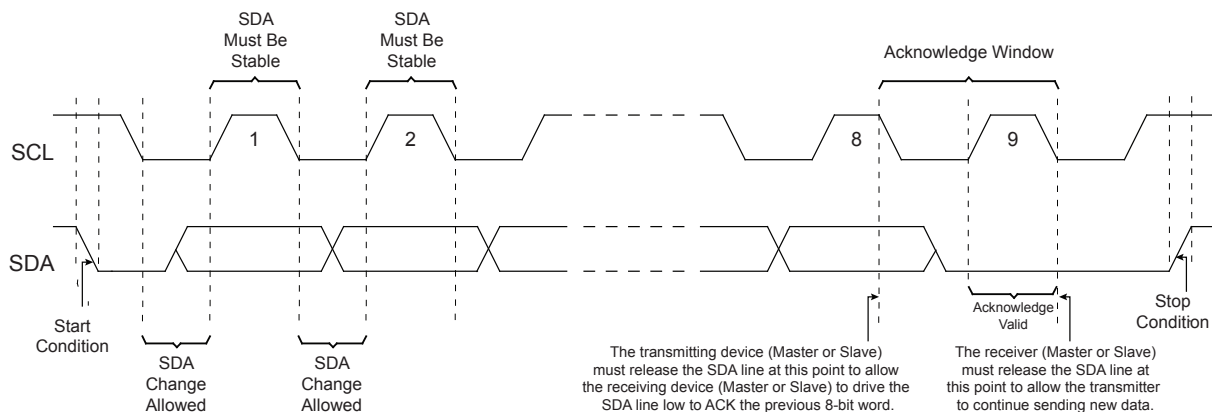 SDA
Must Be
Stable
SDA
Must Be
Stable
Acknowledge Window
SCL
1
2
8
9
SDA
Start
Condition
SDA
Change
Allowed
SDA
Change
Allowed
Acknowledge
Valid
Stop
Condition
The transmitting device (Master or Slave)
must release the SDA line at this point to allow
the receiving device (Master or Slave) to drive the
SDA line low to ACK the previous 8-bit word.
The receiver (Master or Slave)
must release the SDA line at
this point to allow the transmitter
to continue sending new data.